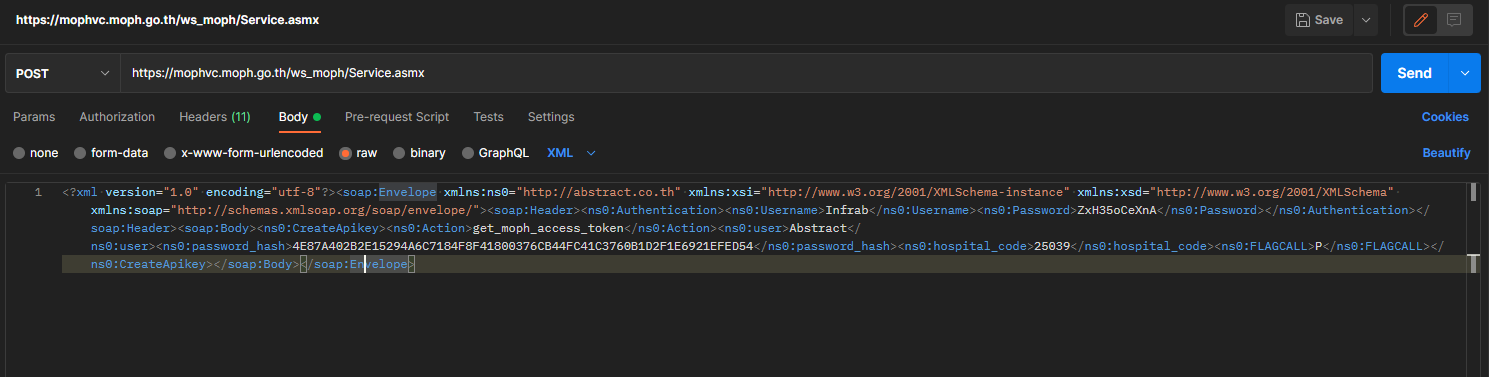 https://mophvc.moph.go.th/ws_moph/Service.asmx
Save
POST
https://mophvc.moph.go.th/ws_moph/Service.asmx
Send
Params Authorization Headers (11) Body Pre-request Script Tests Settings Cookies
none form-data x-www-form-urlencoded raw binary GraphQL XML Beautify
1 <?xml version="1.0" encoding="utf-8"?><soap:Envelope xmlns:ns0="http://abstract.co.th" xmlns:xsi="http://www.w3.org/2001/XMLSchema-instance" xmlns:xsd="http://www.w3.org/2001/XMLSchema"
xmlns:soap="http://schemas.xmlsoap.org/soap/envelope/"><soap:Header><ns0:Authentication><ns0:Username>Infrab</ns0:Username><ns0:Password>ZxH35oCeXnA</ns0:Password></ns0:Authentication></
soap:Header><soap:Body><ns0:CreateApikey><ns0:Action>get_moph_access_token</ns0:Action><ns0:user>Abstract</
ns0:user><ns0:password_hash>4E87A402B2E15294A6C7184F8F41800376CB44FC41C3760B1D2F1E6921EFED54</ns0:password_hash><ns0:hospital_code>25039</ns0:hospital_code><ns0:FLAGCALL>P</ns0:FLAGCALL></
ns0:CreateApikey></soap:Body></soap:Envelope>